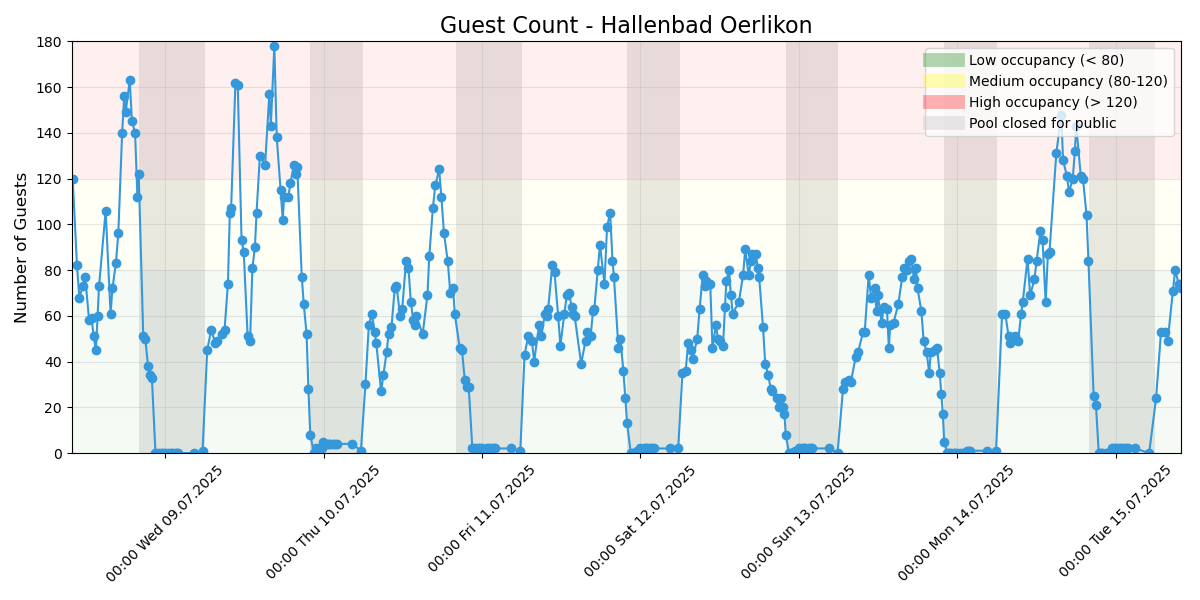 Guest Count - Hallenbad Oerlikon
Number of Guests
180
160
140
120
100
80
60
40
20
0
Low occupancy (< 80)
Medium occupancy (80-120)
High occupancy (> 120)
Pool closed for public
00:00 Wed 09.07.2025
00:00 Thu 10.07.2025
00:00 Fri 11.07.2025
00:00 Sat 12.07.2025
00:00 Sun 13.07.2025
00:00 Mon 14.07.2025
00:00 Tue 15.07.2025